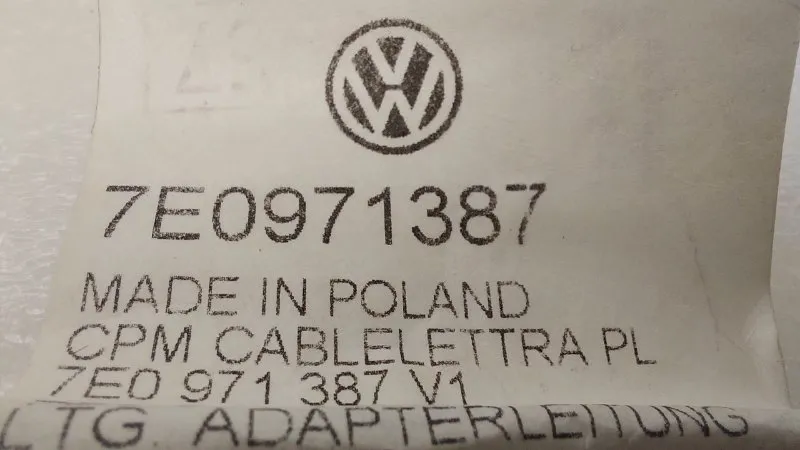 7E0971387
MADE IN POLAND
CPM CABLELETTRA PL
7E0 971 387 V1
LTG ADAPTERLEITUNG